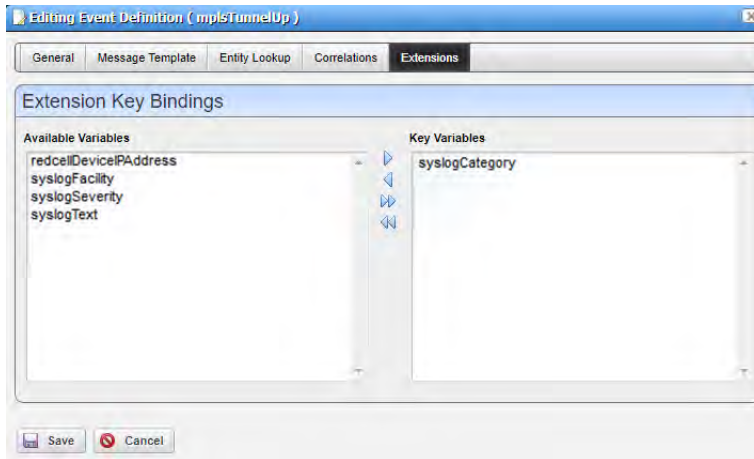 Editing Event Definition ( mplsTunnelUp )
General Message Template Entity Lookup Correlations Extensions
Extension Key Bindings
Available Variables
redcellDeviceIPAddress
syslogFacility
syslogSeverity
syslogText
Key Variables
syslogCategory
Save Cancel